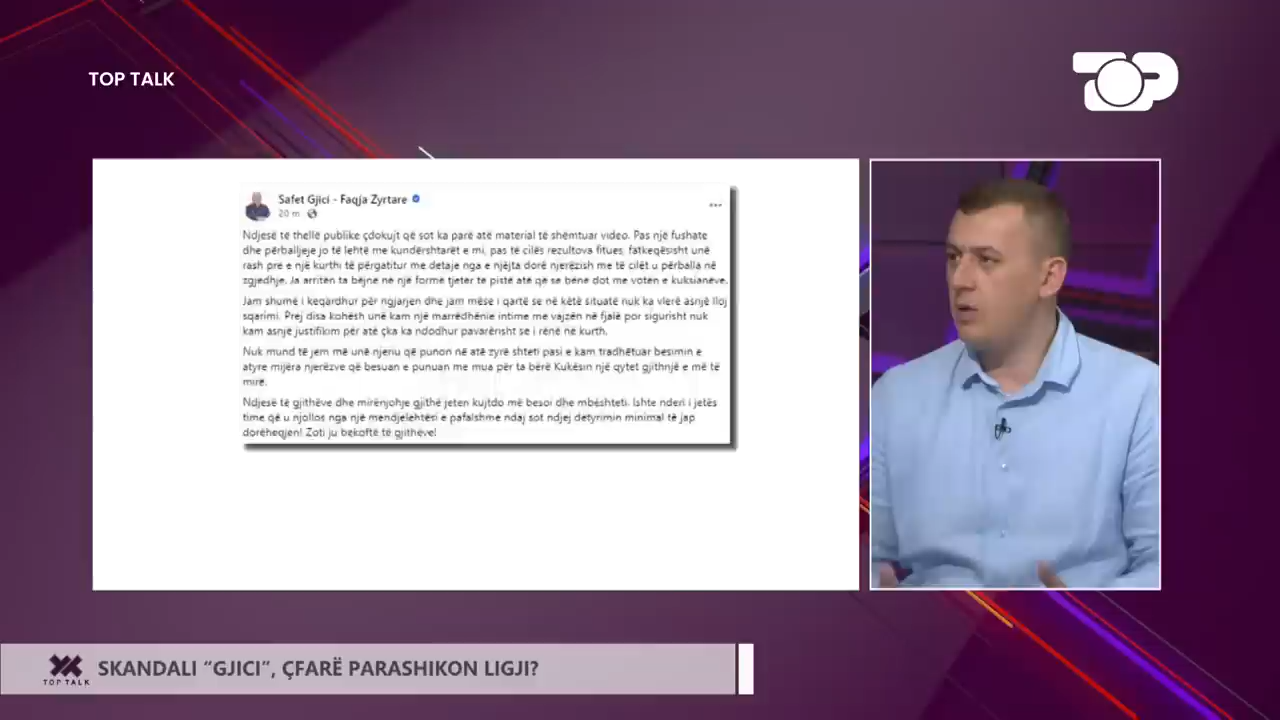 TOP TALK
TOP
Safet Gjici - Faqja Zyrtare
20 m
Ndjesë të thellë publike çdokujt që sot ka parë atë material të shëmtuar video. Pas një fushate
dhe përballjeje jo të lehtë me kundërshtarët e mi, pas të cilës rezultova fitues, fatkeqësisht unë
rash pre e një kurthi të përgatitur me detaje nga e njëjta dorë njerëzish me të cilët u përballa në
zgjedhje. Ja arritën ta bëjnë në një formë tjetër të pistë atë që se bënë dot me votën e kuksianëve.
Jam shumë i keqardhur për ngjarjen dhe jam mëse i qartë se në këtë situatë nuk ka vlerë asnjë lloj
sqarimi. Prej disa kohësh unë kam një marrëdhënie intime me vajzën në fjalë por sigurisht nuk
kam asnjë justifikim për atë çka ka ndodhur pavarësisht se i rënë në kurth.
Nuk mund të jem më unë njeriu që punon në atë zyrë shteti pasi e kam tradhëtuar besimin e
atyre mijëra njerëzve që besuan e punuan me mua për ta bërë Kukësin një qytet gjithnjë e më të
mirë.
Ndjesë të gjithëve dhe mirënjohje gjithë jetën kujtdo më besoi dhe mbështeti. Ishte nderi i jetës
time që u njollos nga një mendjelehtësi e pafalshme ndaj sot ndjej detyrimin minimal të jap
dorëheqjen! Zoti ju bekoftë të gjithëve!
TOP TALK
SKANDALI “GJICI”, ÇFARË PARASHIKON LIGJI?